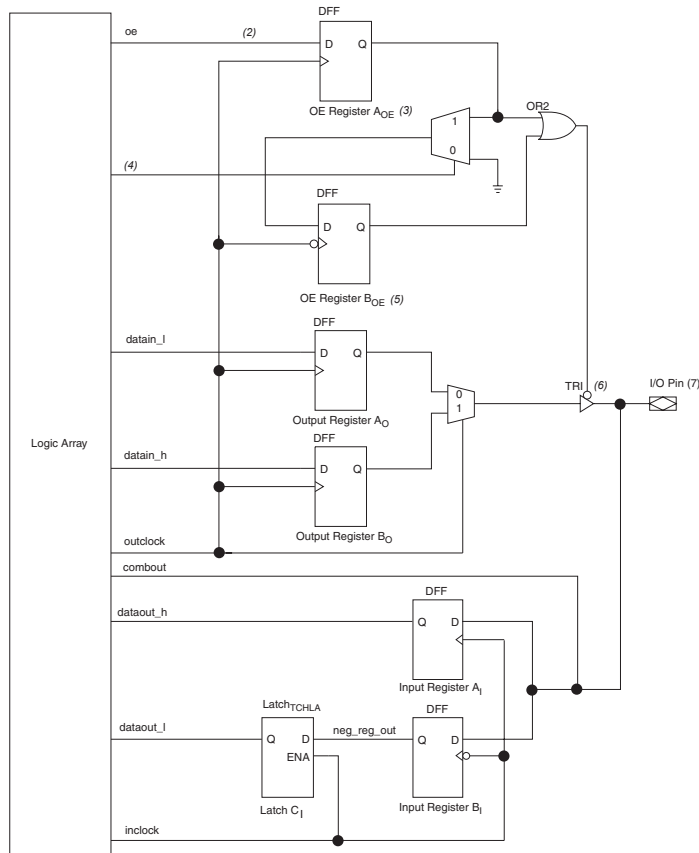 DFF
oe
(2)
D
Q
OE Register AOE (3)
OR2
1
0
(4)
DFF
D
Q
OE Register BOE (5)
DFF
datain_l
D
Q
TRI
(6)
I/O Pin (7)
0
1
Output Register AO
DFF
Logic Array
datain_h
D
Q
Output Register BO
outclock
combout
DFF
dataout_h
Q
D
Input Register AI
LatchTCHLA
DFF
dataout_l
Q
D
neg_reg_out
Q
D
ENA
Latch CI
Input Register BI
inclock